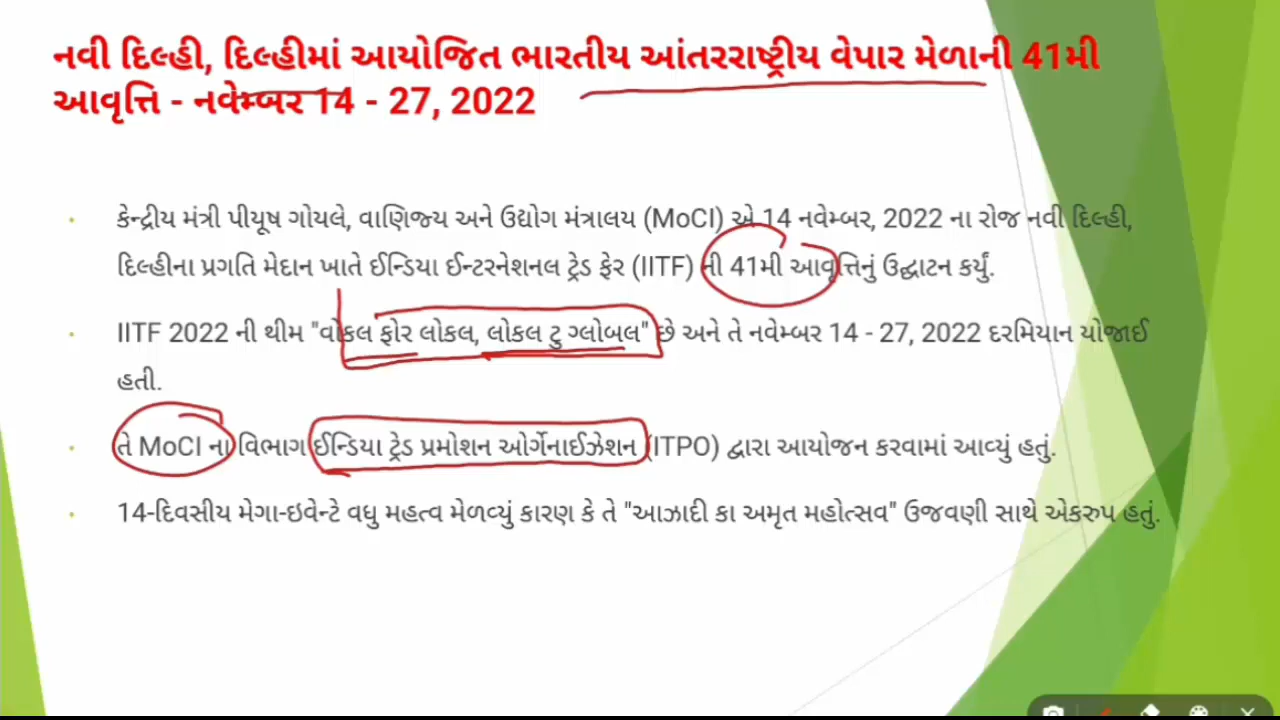 નવી દિલ્હી, દિલ્હીમાં આયોજિત ભારતીય આંતરરાષ્ટ્રીય વેપાર મેળાની 41મી
આવૃત્તિ - નવેમ્બર 14 - 27, 2022
કેન્દ્રીય મંત્રી પીયૂષ ગોયલે, વાણિજ્ય અને ઉદ્યોગ મંત્રાલય (MoCI) એ 14 નવેમ્બર, 2022 ના રોજ નવી દિલ્હી,
દિલ્હીના પ્રગતિ મેદાન ખાતે ઈન્ડિયા ઈન્ટરનેશનલ ટ્રેડ ફેર (IITF) ની 41મી આવૃત્તિનું ઉદ્ઘાટન કર્યું.
IITF 2022 ની થીમ "વોકલ ફોર લોકલ, લોકલ ટુ ગ્લોબલ" છે અને તે નવેમ્બર 14 - 27, 2022 દરમિયાન યોજાઈ
હતી.
તે MoCI ના વિભાગ ઈન્ડિયા ટ્રેડ પ્રમોશન ઓર્ગેનાઈઝેશન (ITPO) દ્વારા આયોજન કરવામાં આવ્યું હતું.
14-દિવસીય મેગા-ઇવેન્ટે વધુ મહત્વ મેળવ્યું કારણ કે તે "આઝાદી કા અમૃત મહોત્સવ" ઉજવણી સાથે એકરુપ હતું.